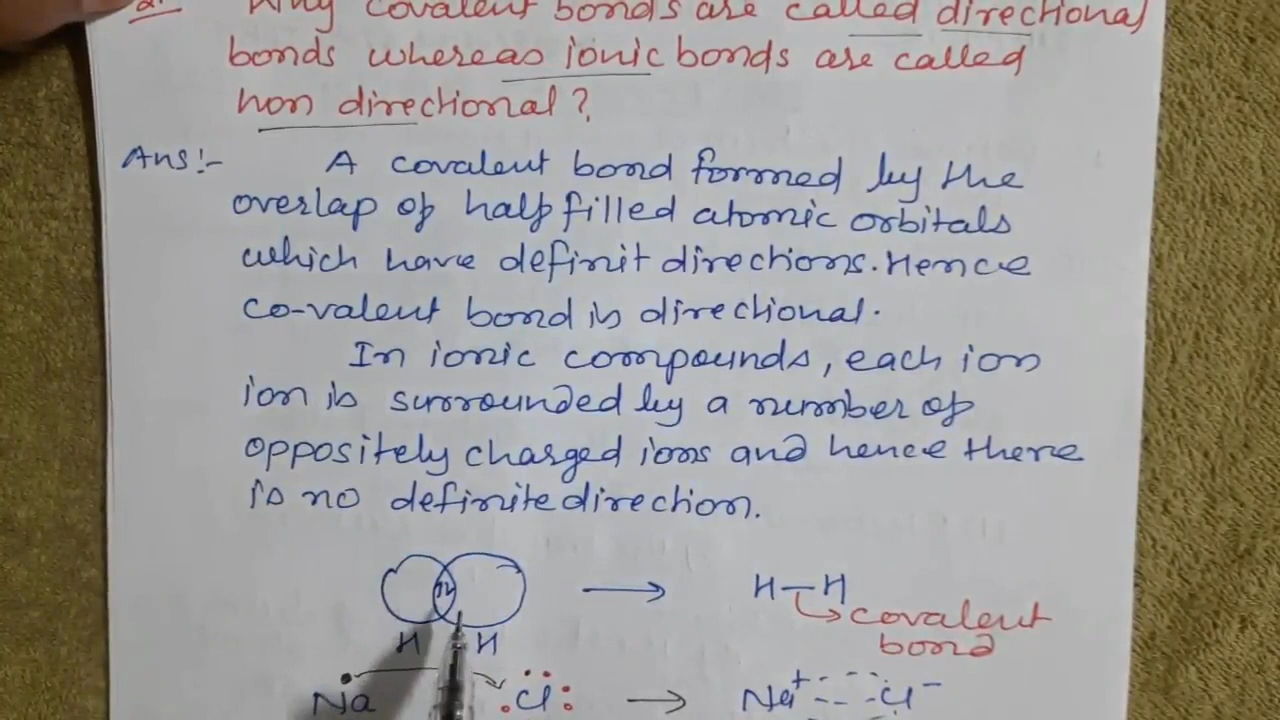 Why covalent bonds are called directional
bonds whereas ionic bonds are called
non directional?
Ans:- A covalent bond formed by the
overlap of half filled atomic orbitals
which have definit directions. Hence
co-valent bond is directional.
In ionic compounds, each ion
ion is surrounded by a number of
oppositely charged ions and hence there
is no definite direction.
H H → H-H
covalent
bond
Na Cl → Na+ Cl-